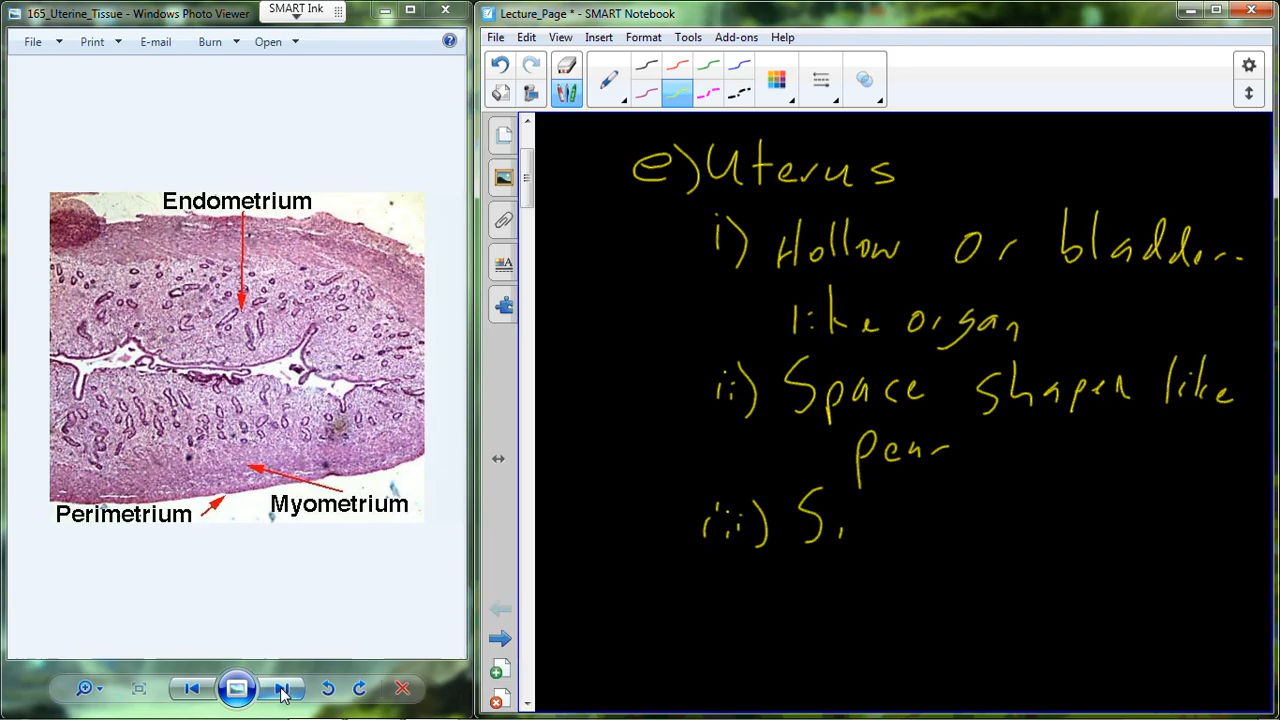 165_Uterine_Tissue - Windows Photo Viewer
SMART Ink
File Print E-mail Burn Open
Endometrium
Myometrium
Perimetrium
Lecture_Page * - SMART Notebook
File Edit View Insert Format Tools Add-ons Help
e) Uterus
i) Hollow or bladder-
like organ
ii) Space shapen like
pear
iii) S